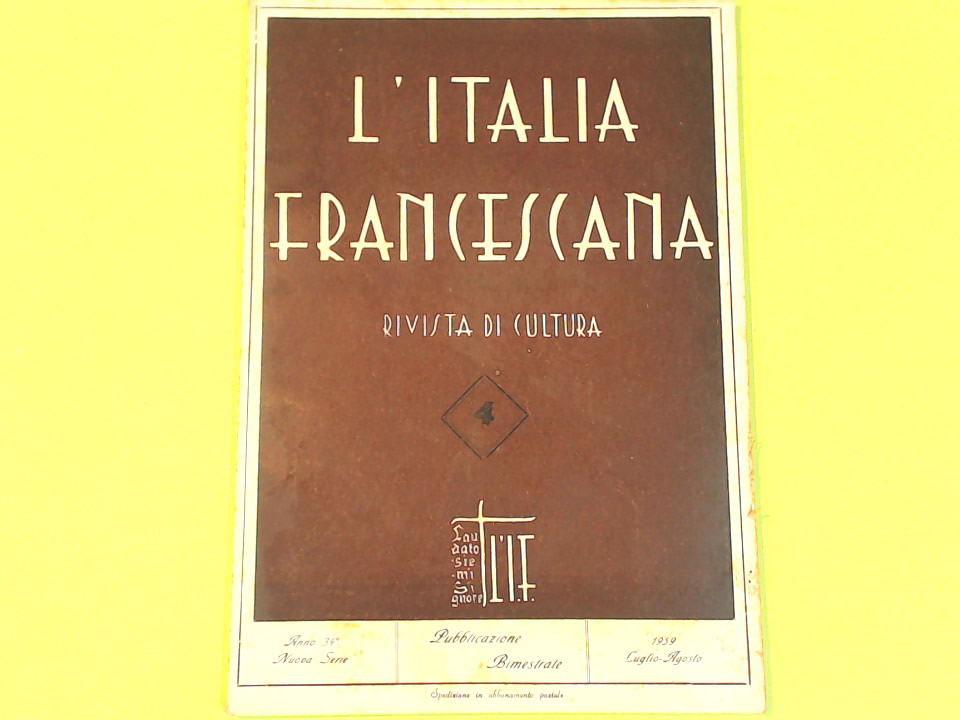 L'ITALIA
FRANCESCANA
RIVISTA DI CULTURA
4
Lau
dato
sie
mi
Si
gnore
L'I.F.
Anno 34°
Nuova Serie
Pubblicazione
Bimestrale
1959
Luglio-Agosto
Spedizione in abbonamento postale